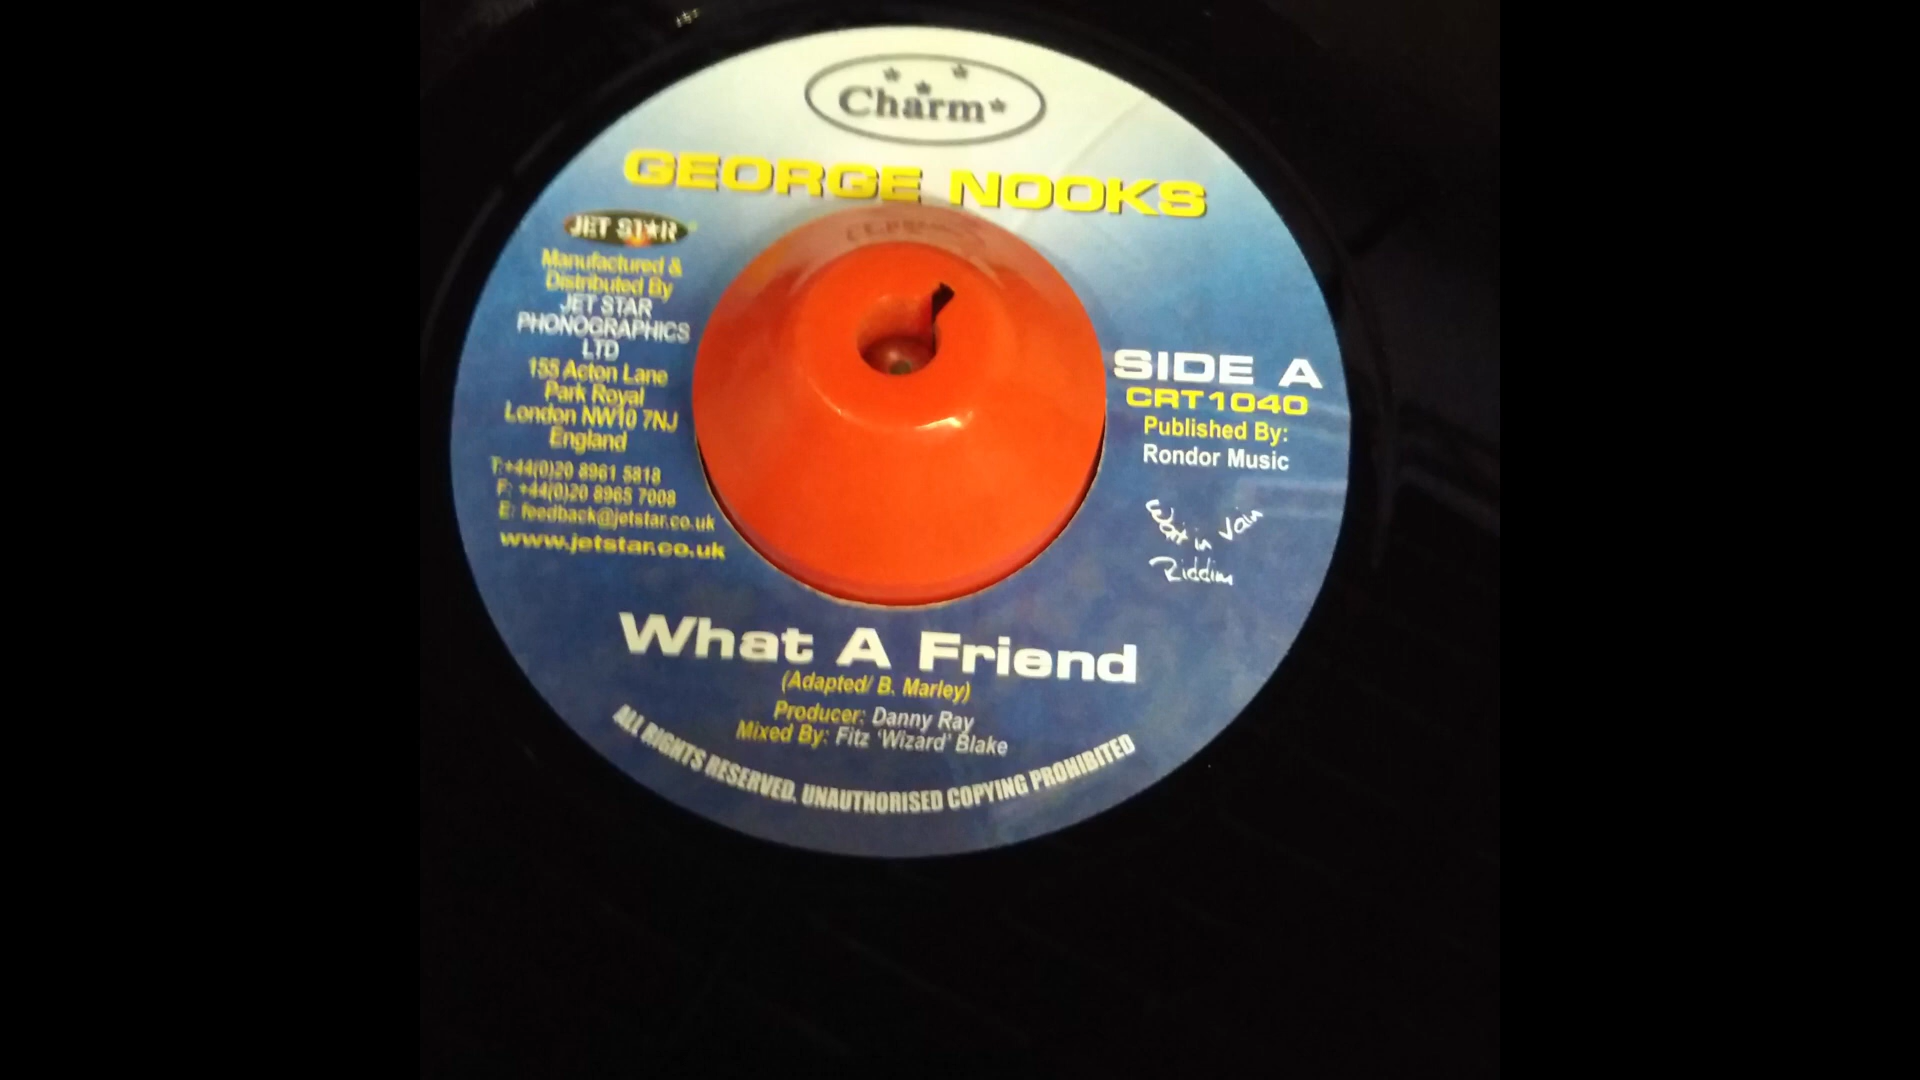 Charm
GEORGE NOOKS
JET STAR
Manufactured &
Distributed By
JET STAR
PHONOGRAPHICS
LTD
155 Acton Lane
Park Royal
London NW10 7NJ
England
T:+44(0)20 8961 5818
F: +44(0)20 8965 7008
E: feedback@jetstar.co.uk
www.jetstar.co.uk
SIDE A
CRT1040
Published By:
Rondor Music
Wait in Vain
Riddim
What A Friend
(Adapted/ B. Marley)
Producer: Danny Ray
Mixed By: Fitz 'Wizard' Blake
ALL RIGHTS RESERVED. UNAUTHORISED COPYING PROHIBITED